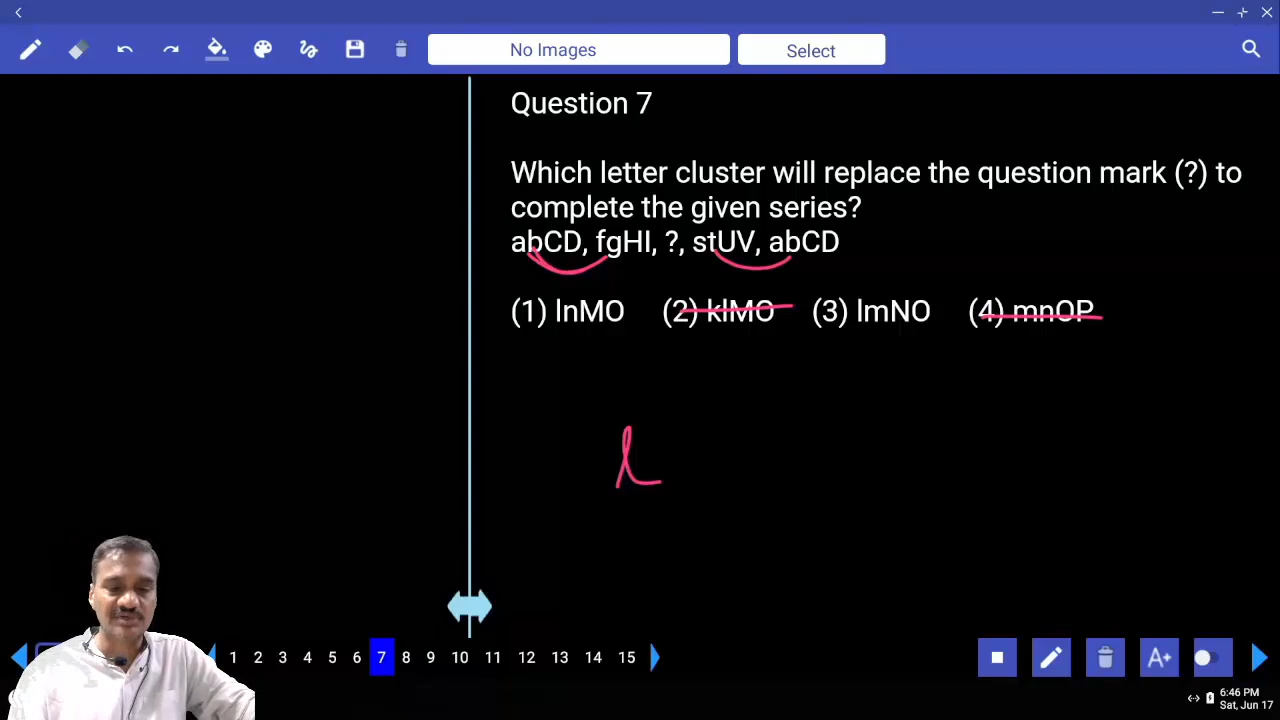 No Images
Select
Question 7
Which letter cluster will replace the question mark (?) to
complete the given series?
abCD, fgHI, ?, stUV, abCD
(1) lnMO (2) klMO (3) lmNO (4) mnOP
l
1 2 3 4 5 6 7 8 9 10 11 12 13 14 15
A+
6:46 PM
Sat, Jun 17